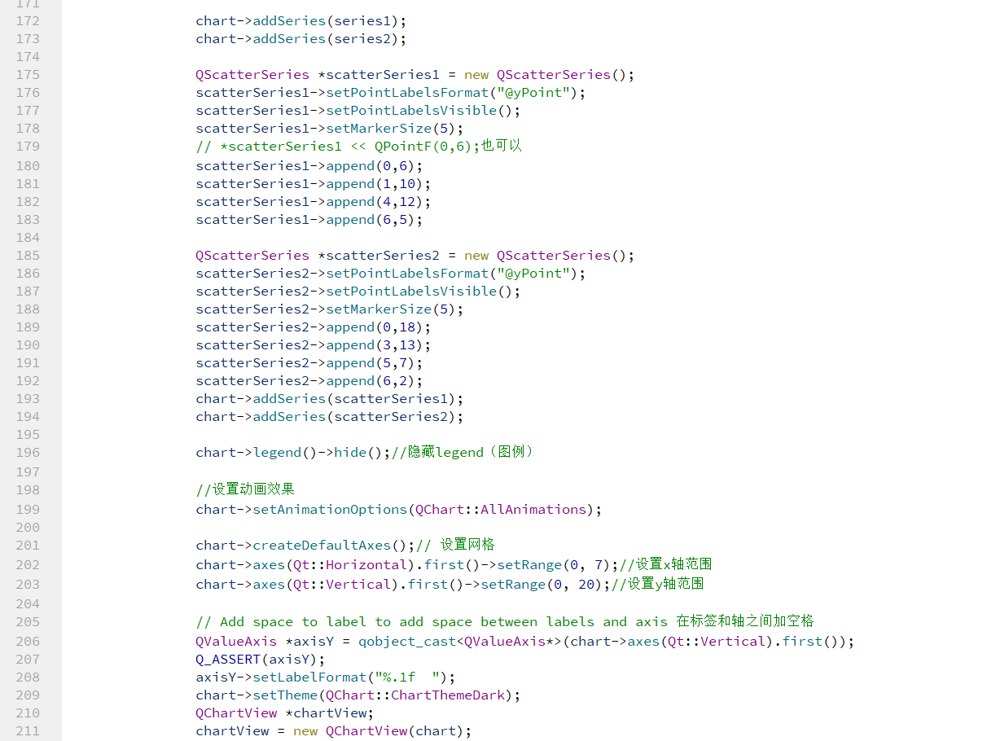 171
172 chart->addSeries(series1);
173 chart->addSeries(series2);
174
175 QScatterSeries *scatterSeries1 = new QScatterSeries();
176 scatterSeries1->setPointLabelsFormat("@yPoint");
177 scatterSeries1->setPointLabelsVisible();
178 scatterSeries1->setMarkerSize(5);
179 // *scatterSeries1 << QPointF(0,6);也可以
180 scatterSeries1->append(0,6);
181 scatterSeries1->append(1,10);
182 scatterSeries1->append(4,12);
183 scatterSeries1->append(6,5);
184
185 QScatterSeries *scatterSeries2 = new QScatterSeries();
186 scatterSeries2->setPointLabelsFormat("@yPoint");
187 scatterSeries2->setPointLabelsVisible();
188 scatterSeries2->setMarkerSize(5);
189 scatterSeries2->append(0,18);
190 scatterSeries2->append(3,13);
191 scatterSeries2->append(5,7);
192 scatterSeries2->append(6,2);
193 chart->addSeries(scatterSeries1);
194 chart->addSeries(scatterSeries2);
195
196 chart->legend()->hide();//隐藏legend（图例）
197
198 //设置动画效果
199 chart->setAnimationOptions(QChart::AllAnimations);
200
201 chart->createDefaultAxes();// 设置网格
202 chart->axes(Qt::Horizontal).first()->setRange(0, 7);//设置x轴范围
203 chart->axes(Qt::Vertical).first()->setRange(0, 20);//设置y轴范围
204
205 // Add space to label to add space between labels and axis 在标签和轴之间加空格
206 QValueAxis *axisY = qobject_cast<QValueAxis*>(chart->axes(Qt::Vertical).first());
207 Q_ASSERT(axisY);
208 axisY->setLabelFormat("%.1f  ");
209 chart->setTheme(QChart::ChartThemeDark);
210 QChartView *chartView;
211 chartView = new QChartView(chart);